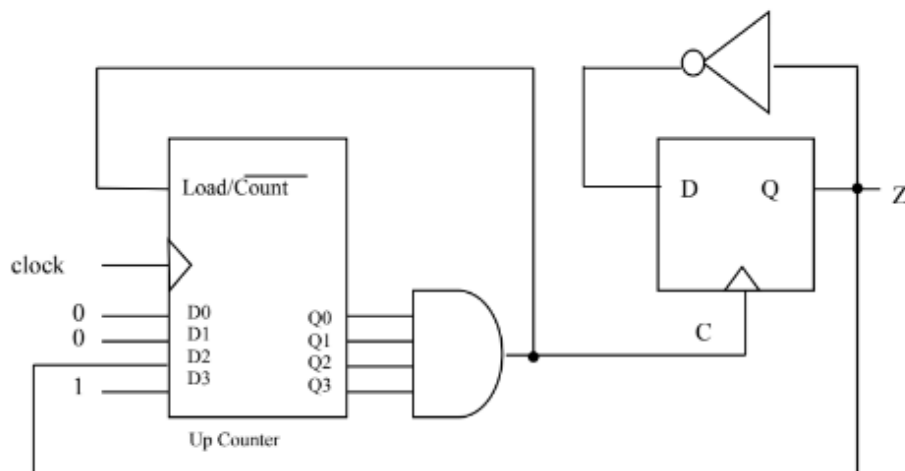 Load/Count
D
Q
Z
clock
0
D0
Q0
0
D1
Q1
D2
Q2
C
1
D3
Q3
Up Counter